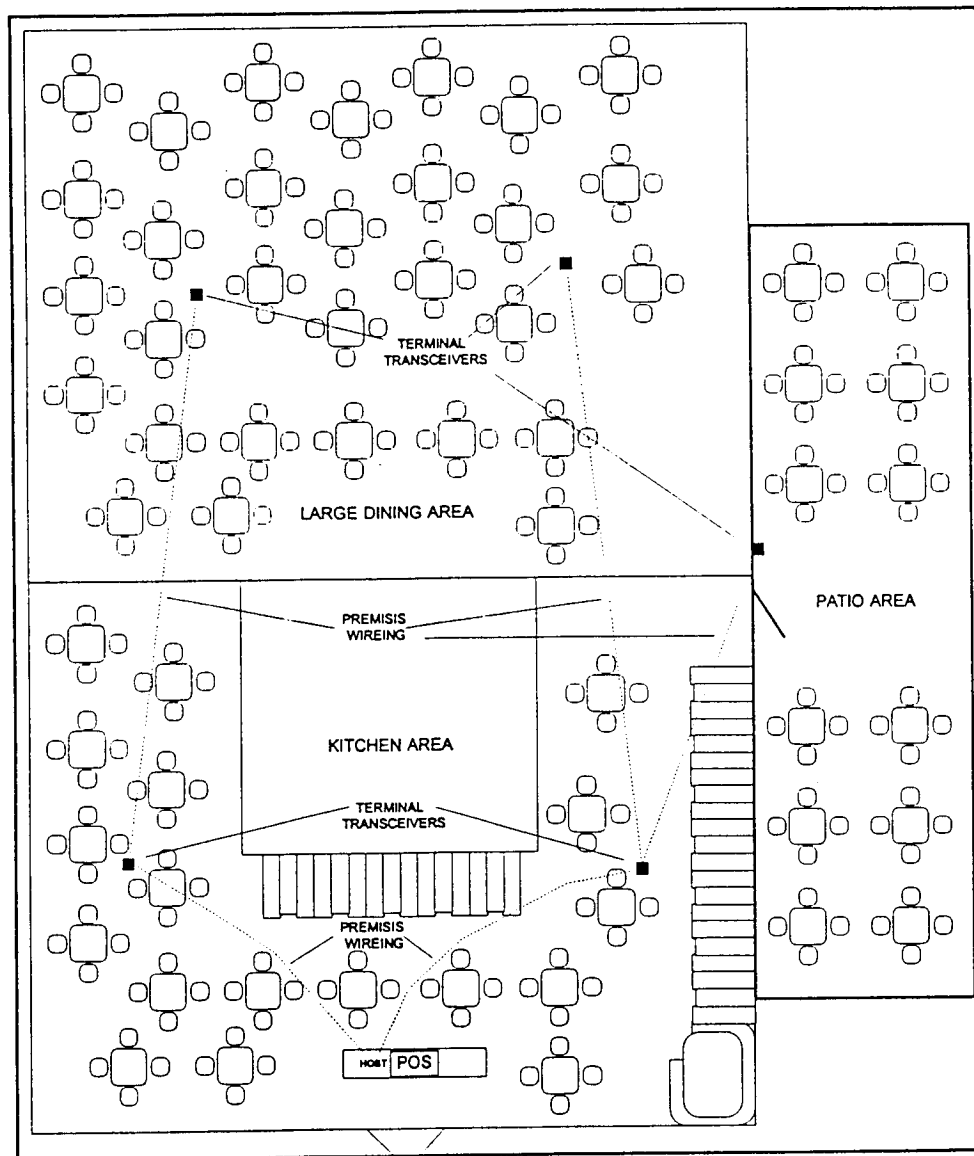 TERMINAL
TRANSCEIVERS
LARGE DINING AREA
PREMISIS
WIREING
PATIO AREA
KITCHEN AREA
TERMINAL
TRANSCEIVERS
PREMISIS
WIREING
HOST POS